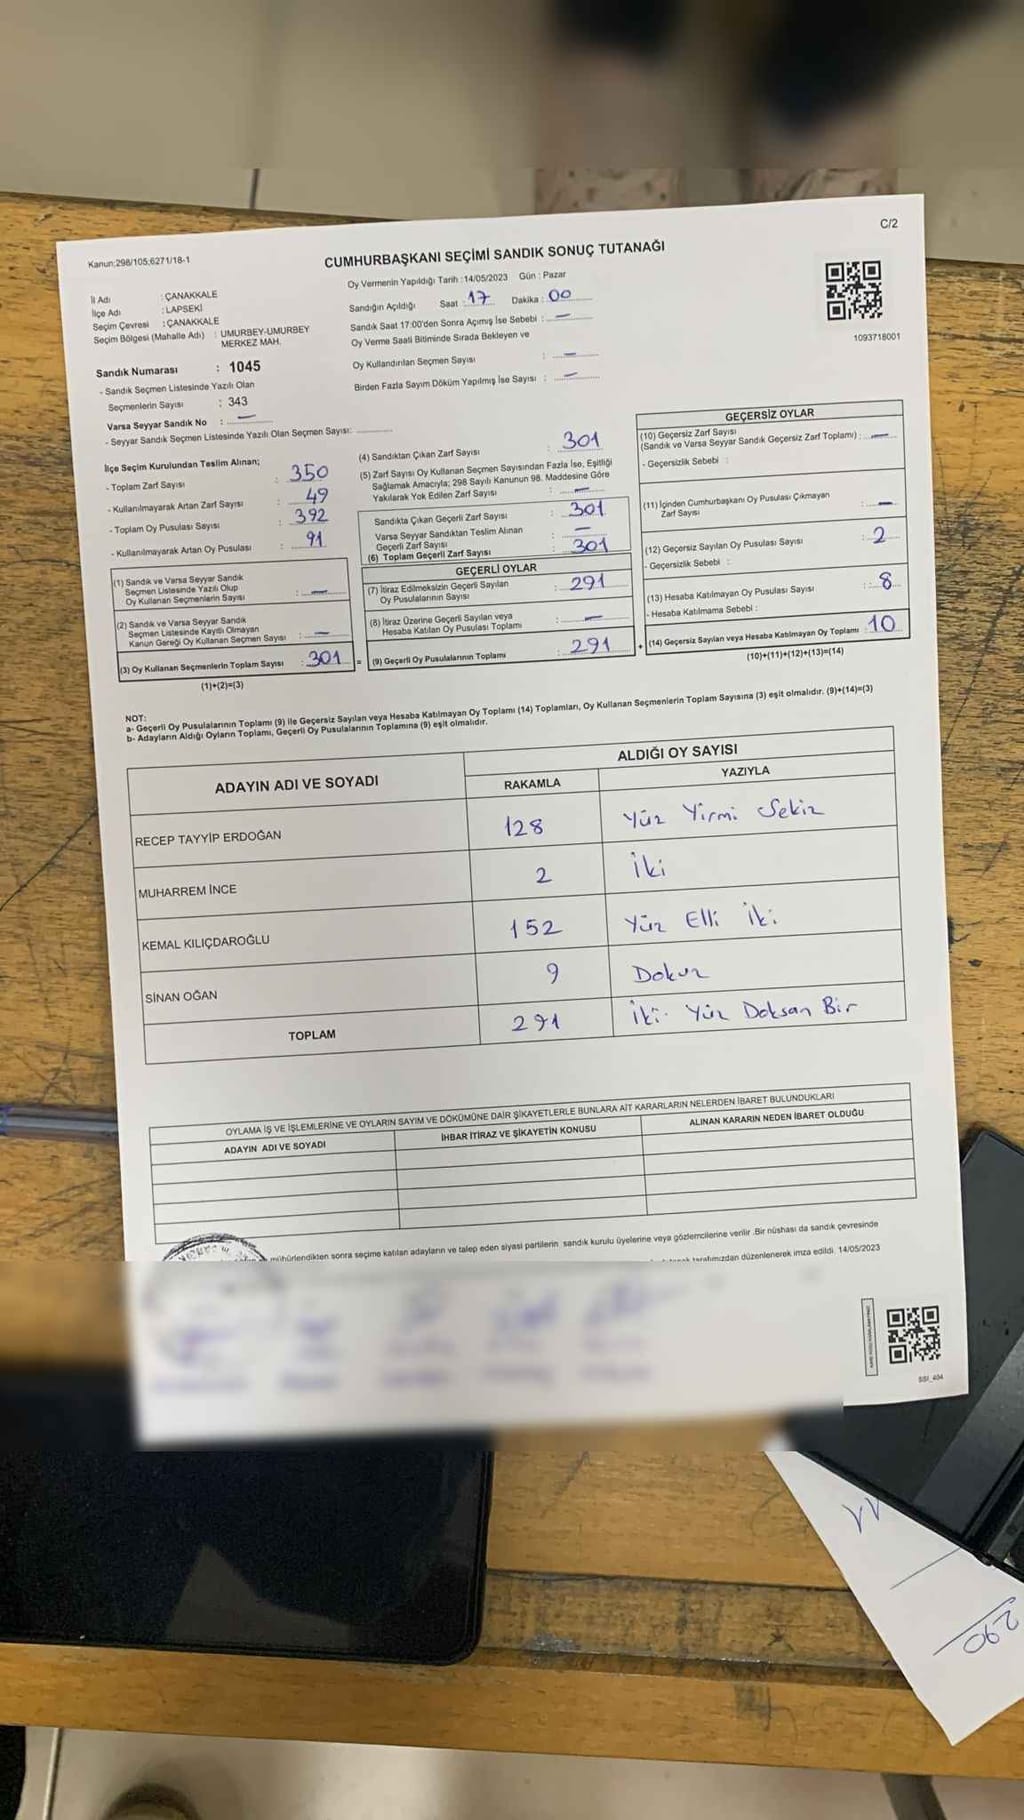 C/2
Kanun:298/105,6271/18-1
CUMHURBAŞKANI SEÇİMİ SANDIK SONUÇ TUTANAĞI
Oy Vermenin Yapıldığı Tarih :14/05/2023 Gün : Pazar
İl Adı : ÇANAKKALE
İlçe Adı : LAPSEKİ
Seçim Çevresi : ÇANAKKALE
Seçim Bölgesi (Mahalle Adı) : UMURBEY-UMURBEY
MERKEZ MAH.
Sandık Numarası : 1045
- Sandık Seçmen Listesinde Yazılı Olan
Seçmenlerin Sayısı : 343
Varsa Seyyar Sandık No : —
- Seyyar Sandık Seçmen Listesinde Yazılı Olan Seçmen Sayısı:
Sandığın Açıldığı Saat : 17 Dakika : 00
Sandık Saat 17:00'den Sonra Açımış İse Sebebi : —
Oy Verme Saati Bitiminde Sırada Bekleyen ve
Oy Kullandırılan Seçmen Sayısı : —
Birden Fazla Sayım Döküm Yapılmış İse Sayısı : —
1093718001
İlçe Seçim Kurulundan Teslim Alınan;
- Toplam Zarf Sayısı : 350
- Kullanılmayarak Artan Zarf Sayısı : 49
- Toplam Oy Pusulası Sayısı : 392
- Kullanılmayarak Artan Oy Pusulası : 91
(1) Sandık ve Varsa Seyyar Sandık
Seçmen Listesinde Yazılı Olup
Oy Kullanan Seçmenlerin Sayısı : —
(2) Sandık ve Varsa Seyyar Sandık
Seçmen Listesinde Kayıtlı Olmayan
Kanun Gereği Oy Kullanan Seçmen Sayısı : —
(3) Oy Kullanan Seçmenlerin Toplam Sayısı : 301 =
(1)+(2)=(3)
(4) Sandıktan Çıkan Zarf Sayısı : 301
(5) Zarf Sayısı Oy Kullanan Seçmen Sayısından Fazla İse, Eşitliği
Sağlamak Amacıyla; 298 Sayılı Kanunun 98. Maddesine Göre
Yakılarak Yok Edilen Zarf Sayısı : —
Sandıkta Çıkan Geçerli Zarf Sayısı : 301
Varsa Seyyar Sandıktan Teslim Alınan
Geçerli Zarf Sayısı : —
(6) Toplam Geçerli Zarf Sayısı : 301
GEÇERLİ OYLAR
(7) İtiraz Edilmeksizin Geçerli Sayılan
Oy Pusulalarının Sayısı : 291
(8) İtiraz Üzerine Geçerli Sayılan veya
Hesaba Katılan Oy Pusulası Toplamı : —
(9) Geçerli Oy Pusulalarının Toplamı : 291 +
GEÇERSİZ OYLAR
(10) Geçersiz Zarf Sayısı
(Sandık ve Varsa Seyyar Sandık Geçersiz Zarf Toplamı) : —
- Geçersizlik Sebebi :
(11) İçinden Cumhurbaşkanı Oy Pusulası Çıkmayan
Zarf Sayısı : —
(12) Geçersiz Sayılan Oy Pusulası Sayısı : 2
- Geçersizlik Sebebi :
(13) Hesaba Katılmayan Oy Pusulası Sayısı : 8
- Hesaba Katılmama Sebebi :
(14) Geçersiz Sayılan veya Hesaba Katılmayan Oy Toplamı : 10
(10)+(11)+(12)+(13)=(14)
NOT:
a- Geçerli Oy Pusulalarının Toplamı (9) ile Geçersiz Sayılan veya Hesaba Katılmayan Oy Toplamı (14) Toplamları, Oy Kullanan Seçmenlerin Toplam Sayısına (3) eşit olmalıdır. (9)+(14)=(3)
b- Adayların Aldığı Oyların Toplamı, Geçerli Oy Pusulalarının Toplamına (9) eşit olmalıdır.
ADAYIN ADI VE SOYADI
ALDIĞI OY SAYISI
RAKAMLA YAZIYLA
RECEP TAYYİP ERDOĞAN 128 Yüz Yirmi Sekiz
MUHARREM İNCE 2 İki
KEMAL KILIÇDAROĞLU 152 Yüz Elli İki
SİNAN OĞAN 9 Dokuz
TOPLAM 291 İki Yüz Doksan Bir
OYLAMA İŞ VE İŞLEMLERİNE VE OYLARIN SAYIM VE DÖKÜMÜNE DAİR ŞİKAYETLERLE BUNLARA AİT KARARLARIN NELERDEN İBARET BULUNDUKLARI
ADAYIN ADI VE SOYADI İHBAR İTİRAZ VE ŞİKAYETİN KONUSU ALINAN KARARIN NEDEN İBARET OLDUĞU
mühürlendikten sonra seçime katılan adayların ve talep eden siyasi partilerin sandık kurulu üyelerine veya gözlemcilerine verilir .Bir nüshası da sandık çevresinde
tarafımızdan düzenlenerek imza edildi. 14/05/2023
SSI_404
290